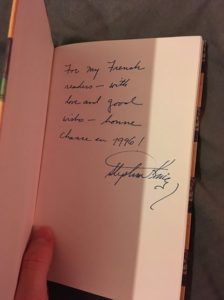 For my French
readers — with
love and good
wishes — bonne
chance en 1996!
Stephen King